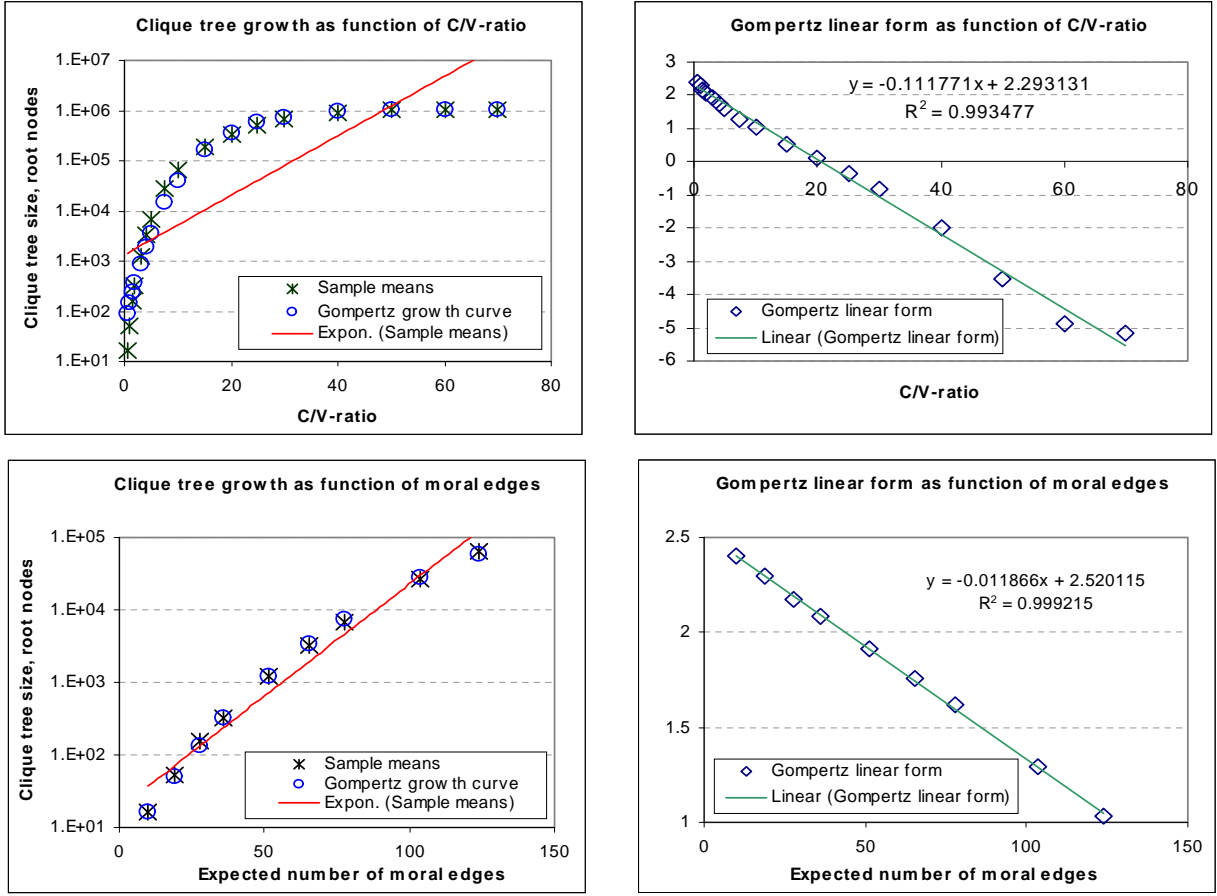 Clique tree growth as function of C/V-ratio
Clique tree size, root nodes
1.E+07
1.E+06
1.E+05
1.E+04
1.E+03
1.E+02
1.E+01
Sample means
Gompertz growth curve
Expon. (Sample means)
0 20 40 60 80
C/V-ratio
Gompertz linear form as function of C/V-ratio
3
2
1
0
-1
-2
-3
-4
-5
-6
y = -0.111771x + 2.293131
R² = 0.993477
0 20 40 60 80
Gompertz linear form
Linear (Gompertz linear form)
C/V-ratio
Clique tree growth as function of moral edges
Clique tree size, root nodes
1.E+05
1.E+04
1.E+03
1.E+02
1.E+01
Sample means
Gompertz growth curve
Expon. (Sample means)
0 50 100 150
Expected number of moral edges
Gompertz linear form as function of moral edges
2.5
2
1.5
1
y = -0.011866x + 2.520115
R² = 0.999215
Gompertz linear form
Linear (Gompertz linear form)
0 50 100 150
Expected number of moral edges